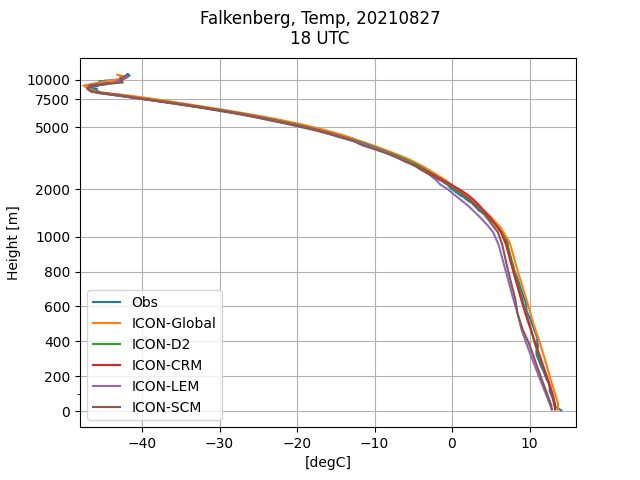 Falkenberg, Temp, 20210827
18 UTC
10000
7500
5000
2000
1000
800
600
400
200
0
Height [m]
Obs
ICON-Global
ICON-D2
ICON-CRM
ICON-LEM
ICON-SCM
−40
−30
−20
−10
0
10
[degC]